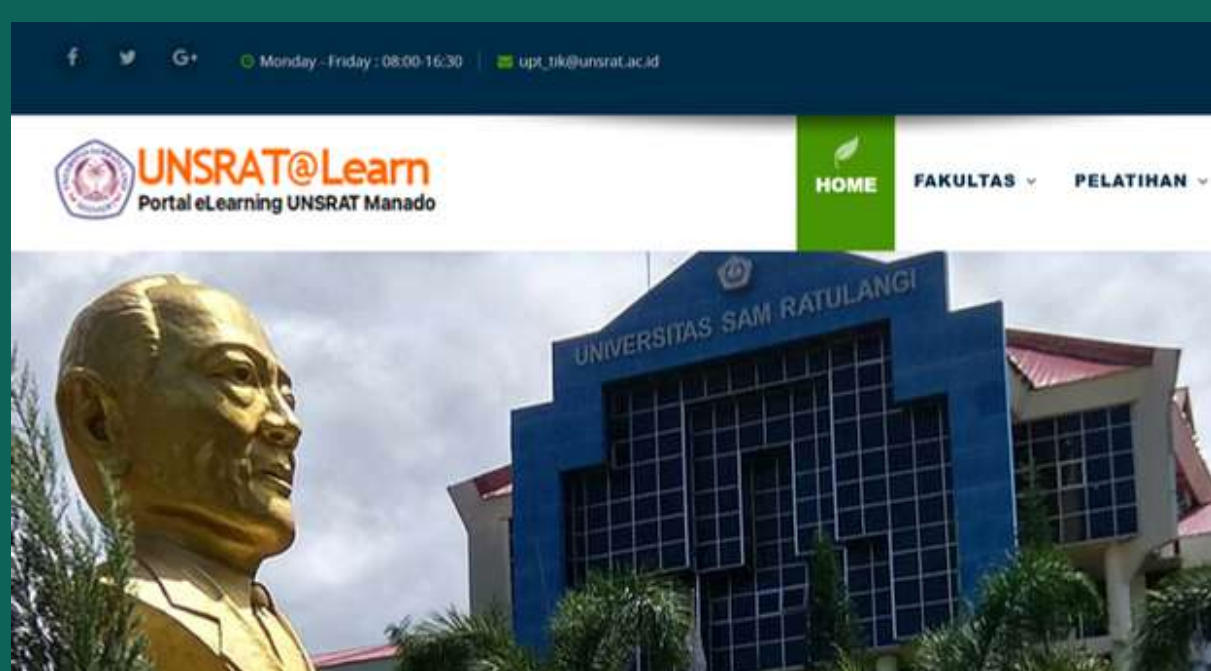 Monday - Friday : 08:00-16:30
upt_tik@unsrat.ac.id
UNSRAT@Learn
Portal eLearning UNSRAT Manado
HOME
FAKULTAS
PELATIHAN
UNIVERSITAS SAM RATULANGI